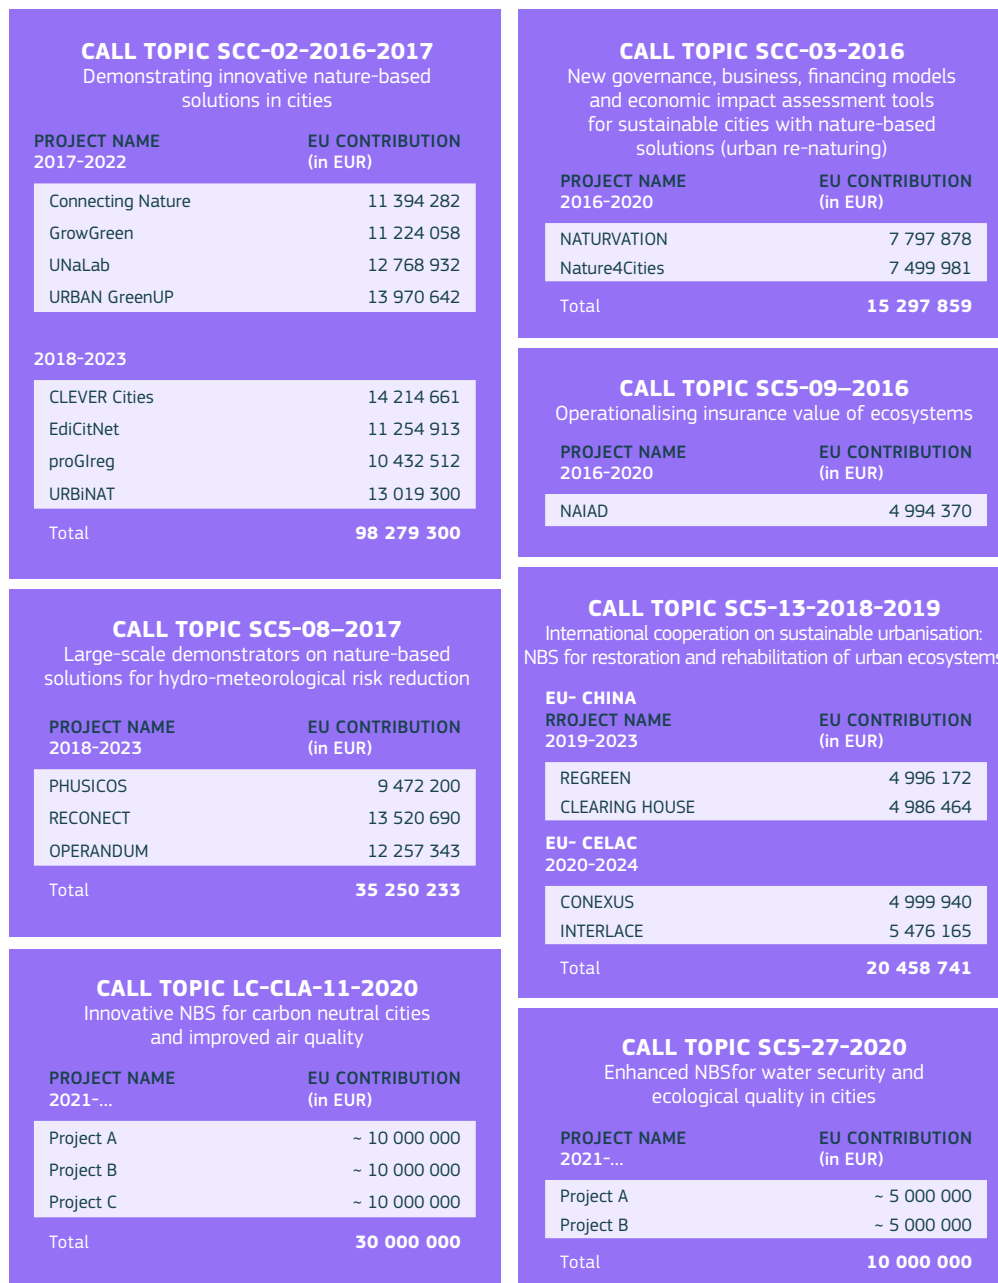 CALL TOPIC SCC-02-2016-2017
Demonstrating innovative nature-based
solutions in cities
PROJECT NAME EU CONTRIBUTION
2017-2022 (in EUR)
Connecting Nature 11 394 282
GrowGreen 11 224 058
UNaLab 12 768 932
URBAN GreenUP 13 970 642
2018-2023
CLEVER Cities 14 214 661
EdiCitNet 11 254 913
proGIreg 10 432 512
URBiNAT 13 019 300
Total 98 279 300
CALL TOPIC SC5-08–2017
Large-scale demonstrators on nature-based
solutions for hydro-meteorological risk reduction
PROJECT NAME EU CONTRIBUTION
2018-2023 (in EUR)
PHUSICOS 9 472 200
RECONECT 13 520 690
OPERANDUM 12 257 343
Total 35 250 233
CALL TOPIC LC-CLA-11-2020
Innovative NBS for carbon neutral cities
and improved air quality
PROJECT NAME EU CONTRIBUTION
2021-... (in EUR)
Project A ~ 10 000 000
Project B ~ 10 000 000
Project C ~ 10 000 000
Total 30 000 000
CALL TOPIC SCC-03-2016
New governance, business, financing models
and economic impact assessment tools
for sustainable cities with nature-based
solutions (urban re-naturing)
PROJECT NAME EU CONTRIBUTION
2016-2020 (in EUR)
NATURVATION 7 797 878
Nature4Cities 7 499 981
Total 15 297 859
CALL TOPIC SC5-09–2016
Operationalising insurance value of ecosystems
PROJECT NAME EU CONTRIBUTION
2016-2020 (in EUR)
NAIAD 4 994 370
CALL TOPIC SC5-13-2018-2019
International cooperation on sustainable urbanisation:
NBS for restoration and rehabilitation of urban ecosystems
EU- CHINA
RROJECT NAME EU CONTRIBUTION
2019-2023 (in EUR)
REGREEN 4 996 172
CLEARING HOUSE 4 986 464
EU- CELAC
2020-2024
CONEXUS 4 999 940
INTERLACE 5 476 165
Total 20 458 741
CALL TOPIC SC5-27-2020
Enhanced NBSfor water security and
ecological quality in cities
PROJECT NAME EU CONTRIBUTION
2021-... (in EUR)
Project A ~ 5 000 000
Project B ~ 5 000 000
Total 10 000 000